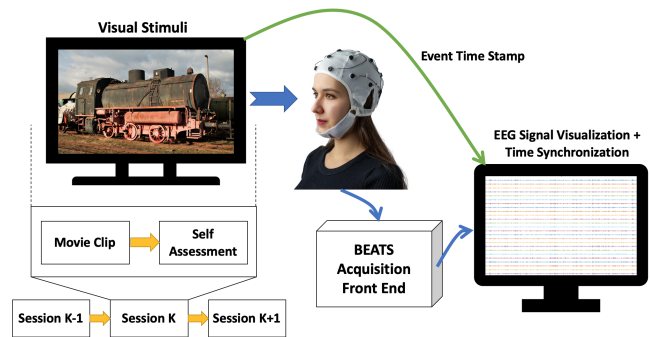 Visual Stimuli
Event Time Stamp
EEG Signal Visualization +
Time Synchronization
Movie Clip
Self
Assessment
BEATS
Acquisition
Front End
Session K-1
Session K
Session K+1